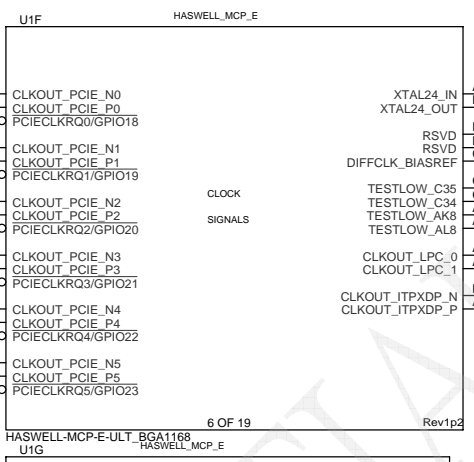 U1F
HASWELL_MCP_E
CLKOUT_PCIE_N0
CLKOUT_PCIE_P0
PCIECLKRQ0/GPIO18
CLKOUT_PCIE_N1
CLKOUT_PCIE_P1
PCIECLKRQ1/GPIO19
CLKOUT_PCIE_N2
CLKOUT_PCIE_P2
PCIECLKRQ2/GPIO20
CLKOUT_PCIE_N3
CLKOUT_PCIE_P3
PCIECLKRQ3/GPIO21
CLKOUT_PCIE_N4
CLKOUT_PCIE_P4
PCIECLKRQ4/GPIO22
CLKOUT_PCIE_N5
CLKOUT_PCIE_P5
PCIECLKRQ5/GPIO23
CLOCK
SIGNALS
XTAL24_IN
XTAL24_OUT
RSVD
RSVD
DIFFCLK_BIASREF
TESTLOW_C35
TESTLOW_C34
TESTLOW_AK8
TESTLOW_AL8
CLKOUT_LPC_0
CLKOUT_LPC_1
CLKOUT_ITPXDP_N
CLKOUT_ITPXDP_P
6 OF 19
Rev1p2
HASWELL-MCP-E-ULT_BGA1168
U1G
HASWELL_MCP_E